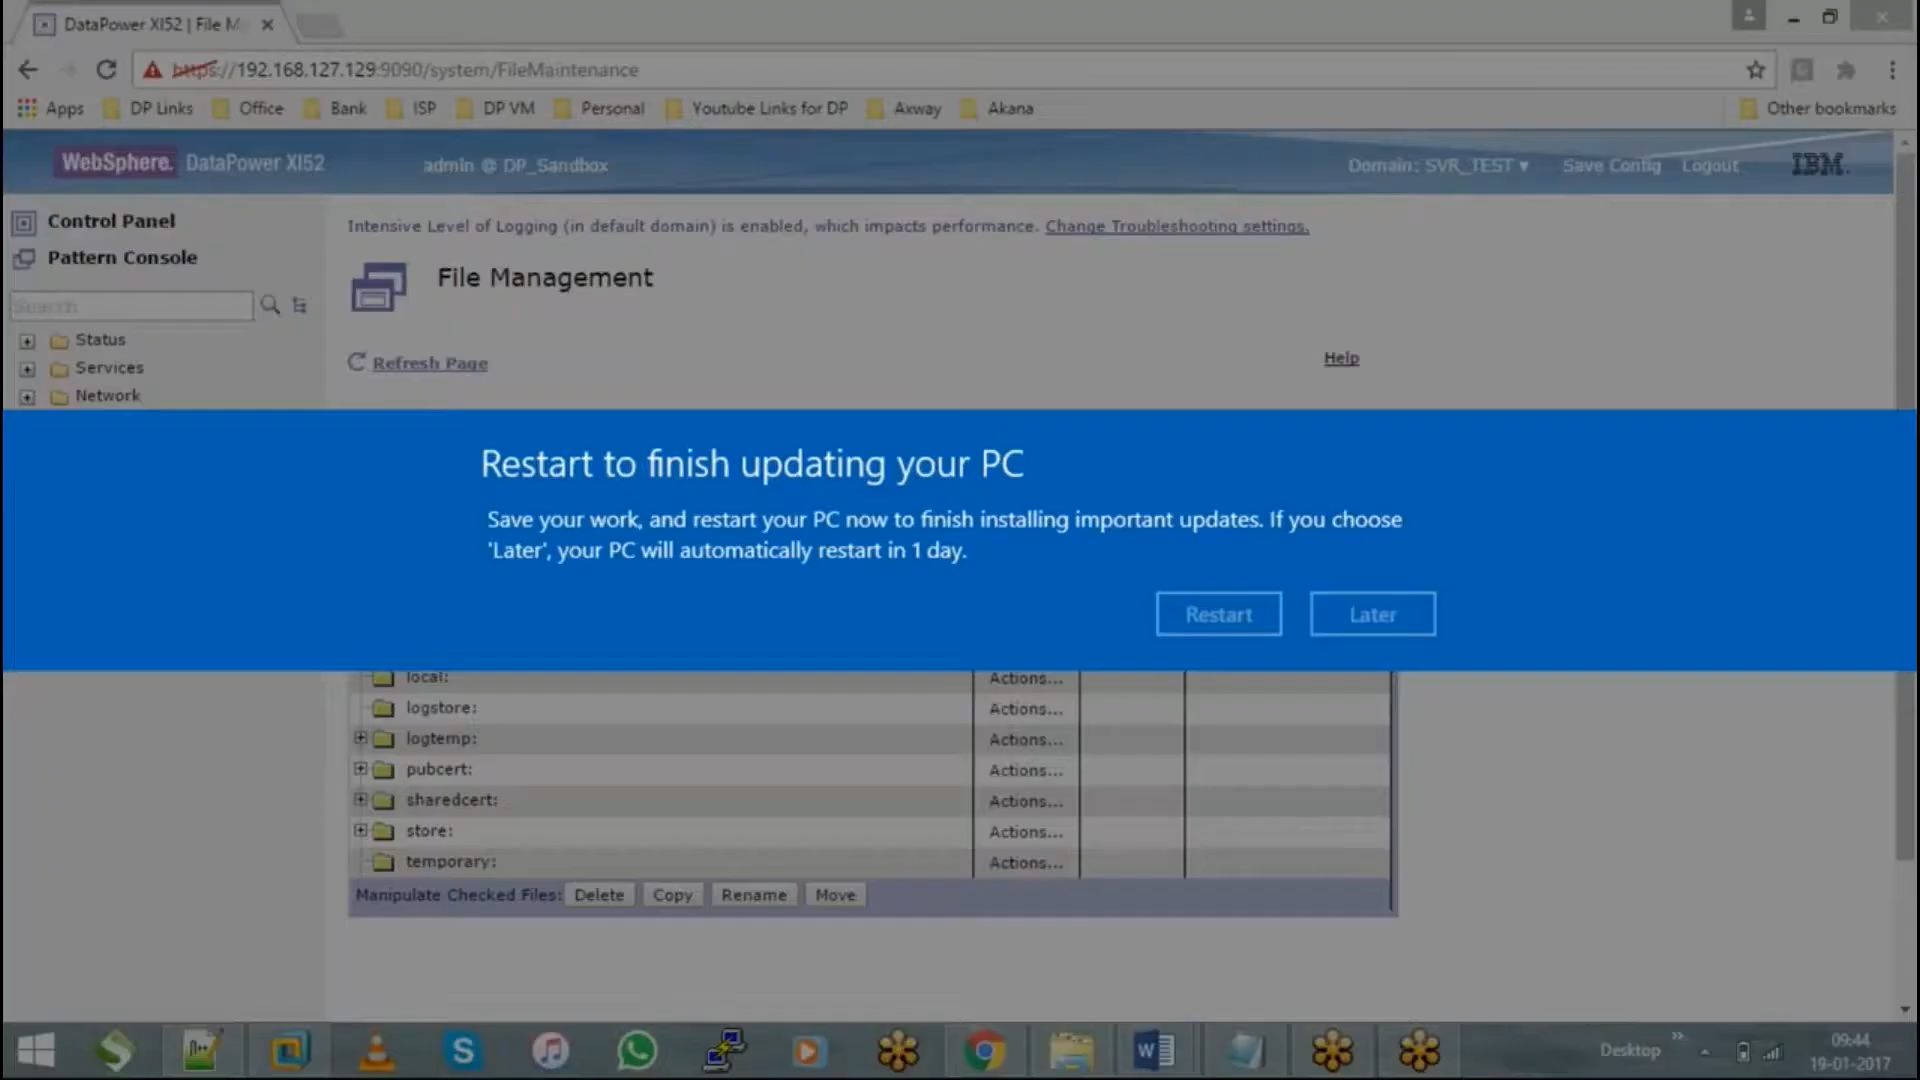 DataPower XI52 | File M
https://192.168.127.129:9090/system/FileMaintenance
Apps DP Links Office Bank ISP DP VM Personal Youtube Links for DP Axway Akana Other bookmarks
WebSphere. DataPower XI52 admin @ DP_Sandbox Domain: SVR_TEST ▾ Save Config Logout IBM.
Control Panel
Intensive Level of Logging (in default domain) is enabled, which impacts performance. Change Troubleshooting settings.
Pattern Console
File Management
Search
Status
Services
Refresh Page Help
Network
Restart to finish updating your PC
Save your work, and restart your PC now to finish installing important updates. If you choose
'Later', your PC will automatically restart in 1 day.
Restart Later
local: Actions...
logstore: Actions...
logtemp: Actions...
pubcert: Actions...
sharedcert: Actions...
store: Actions...
temporary: Actions...
Manipulate Checked Files: Delete Copy Rename Move
Desktop
09:44
19-01-2017